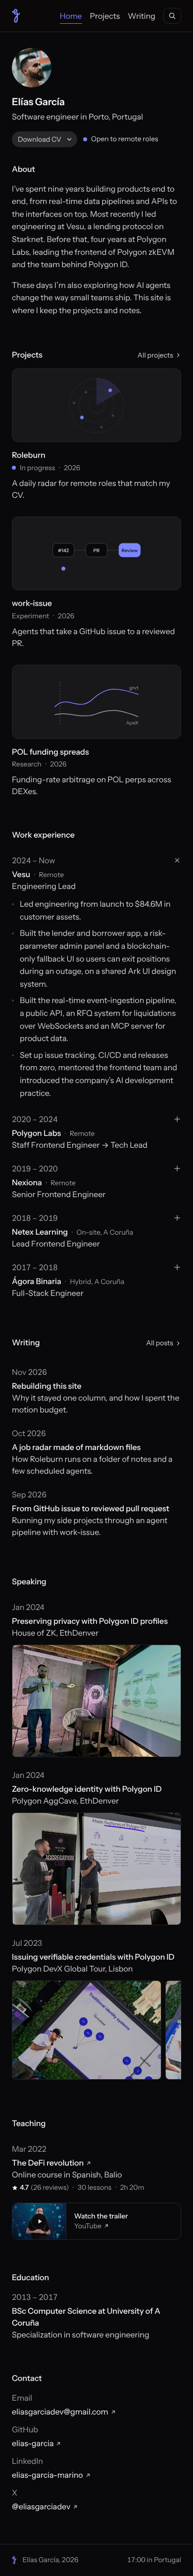 Home Projects Writing
Elías García
Software engineer in Porto, Portugal
Download CV Open to remote roles
About
I've spent nine years building products end to
end, from real-time data pipelines and APIs to
the interfaces on top. Most recently I led
engineering at Vesu, a lending protocol on
Starknet. Before that, four years at Polygon
Labs, leading the frontend of Polygon zkEVM
and the team behind Polygon ID.
These days I'm also exploring how AI agents
change the way small teams ship. This site is
where I keep the projects and notes.
Projects All projects
Roleburn
In progress · 2026
A daily radar for remote roles that match my
CV.
#142 PR Review
work-issue
Experiment · 2026
Agents that take a GitHub issue to a reviewed
PR.
POL funding spreads
Research · 2026
Funding-rate arbitrage on POL perps across
DEXes.
Work experience
2024 – Now
Vesu · Remote
Engineering Lead
Led engineering from launch to $84.6M in
customer assets.
Built the lender and borrower app, a risk-
parameter admin panel and a blockchain-
only fallback UI so users can exit positions
during an outage, on a shared Ark UI design
system.
Built the real-time event-ingestion pipeline,
a public API, an RFQ system for liquidations
over WebSockets and an MCP server for
product data.
Set up issue tracking, CI/CD and releases
from zero, mentored the frontend team and
introduced the company's AI development
practice.
2020 – 2024
Polygon Labs · Remote
Staff Frontend Engineer → Tech Lead
2019 – 2020
Nexiona · Remote
Senior Frontend Engineer
2018 – 2019
Netex Learning · On-site, A Coruña
Lead Frontend Engineer
2017 – 2018
Ágora Binaria · Hybrid, A Coruña
Full-Stack Engineer
Writing All posts
Nov 2026
Rebuilding this site
Why it stayed one column, and how I spent the
motion budget.
Oct 2026
A job radar made of markdown files
How Roleburn runs on a folder of notes and a
few scheduled agents.
Sep 2026
From GitHub issue to reviewed pull request
Running my side projects through an agent
pipeline with work-issue.
Speaking
Jan 2024
Preserving privacy with Polygon ID profiles
House of ZK, EthDenver
Jan 2024
Zero-knowledge identity with Polygon ID
Polygon AggCave, EthDenver
Jul 2023
Issuing verifiable credentials with Polygon ID
Polygon DevX Global Tour, Lisbon
Teaching
Mar 2022
The DeFi revolution ↗
Online course in Spanish, Balio
★ 4.7 (26 reviews) · 30 lessons · 2h 20m
Watch the trailer
YouTube ↗
Education
2013 – 2017
BSc Computer Science at University of A
Coruña
Specialization in software engineering
Contact
Email
eliasgarciadev@gmail.com ↗
GitHub
elias-garcia ↗
LinkedIn
elias-garcia-marino ↗
X
@eliasgarciadev ↗
Elías García, 2026 17:00 in Portugal